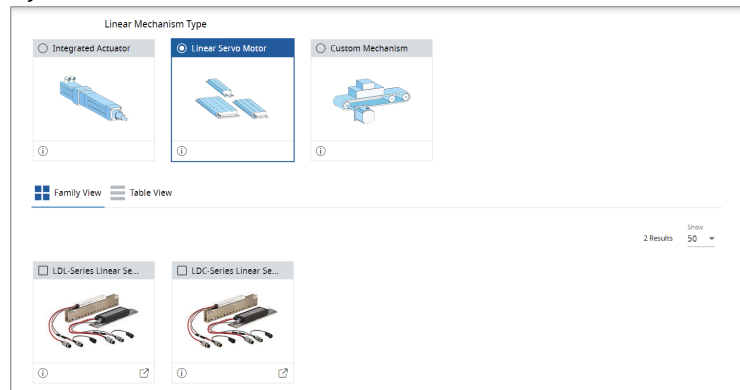 Linear Mechanism Type
Integrated Actuator
Linear Servo Motor
Custom Mechanism
Family View
Table View
Show
2 Results 50
LDL-Series Linear Se...
LDC-Series Linear Se...